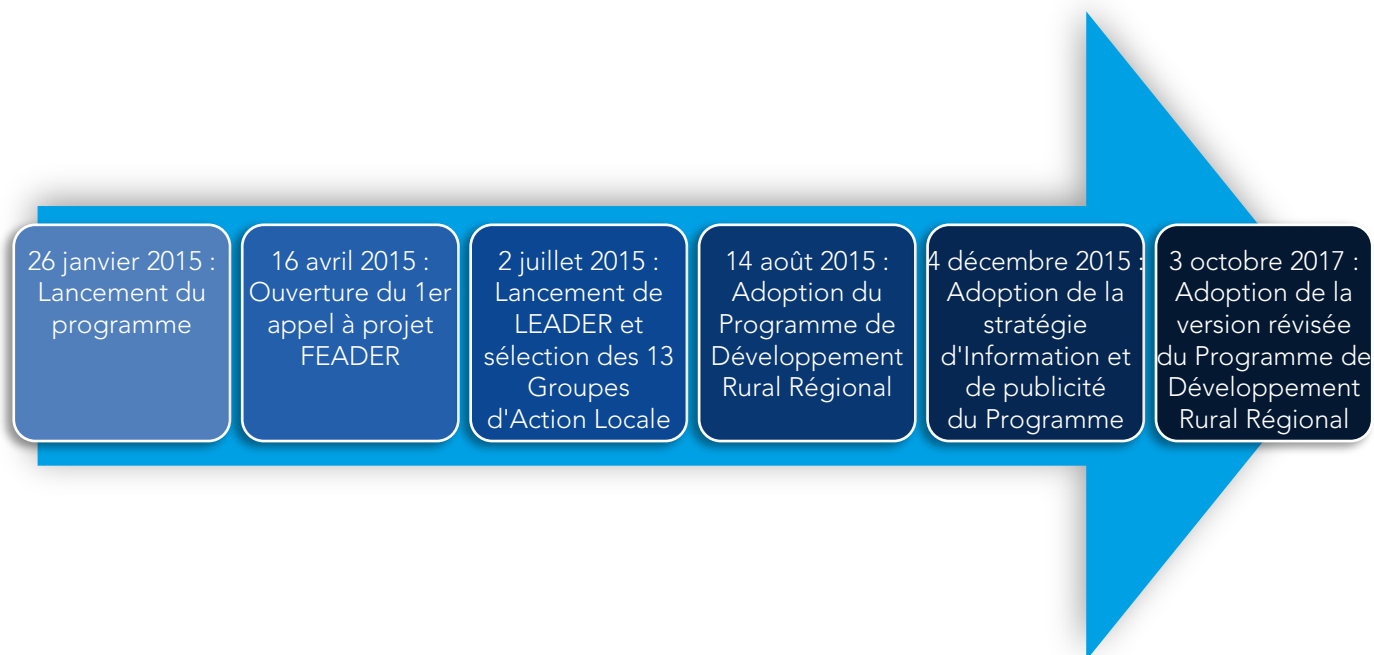 26 janvier 2015 :
Lancement du
programme
16 avril 2015 :
Ouverture du 1er
appel à projet
FEADER
2 juillet 2015 :
Lancement de
LEADER et
sélection des 13
Groupes
d'Action Locale
14 août 2015 :
Adoption du
Programme de
Développement
Rural Régional
4 décembre 2015 :
Adoption de la
stratégie
d'Information et
de publicité
du Programme
3 octobre 2017 :
Adoption de la
version révisée
du Programme de
Développement
Rural Régional